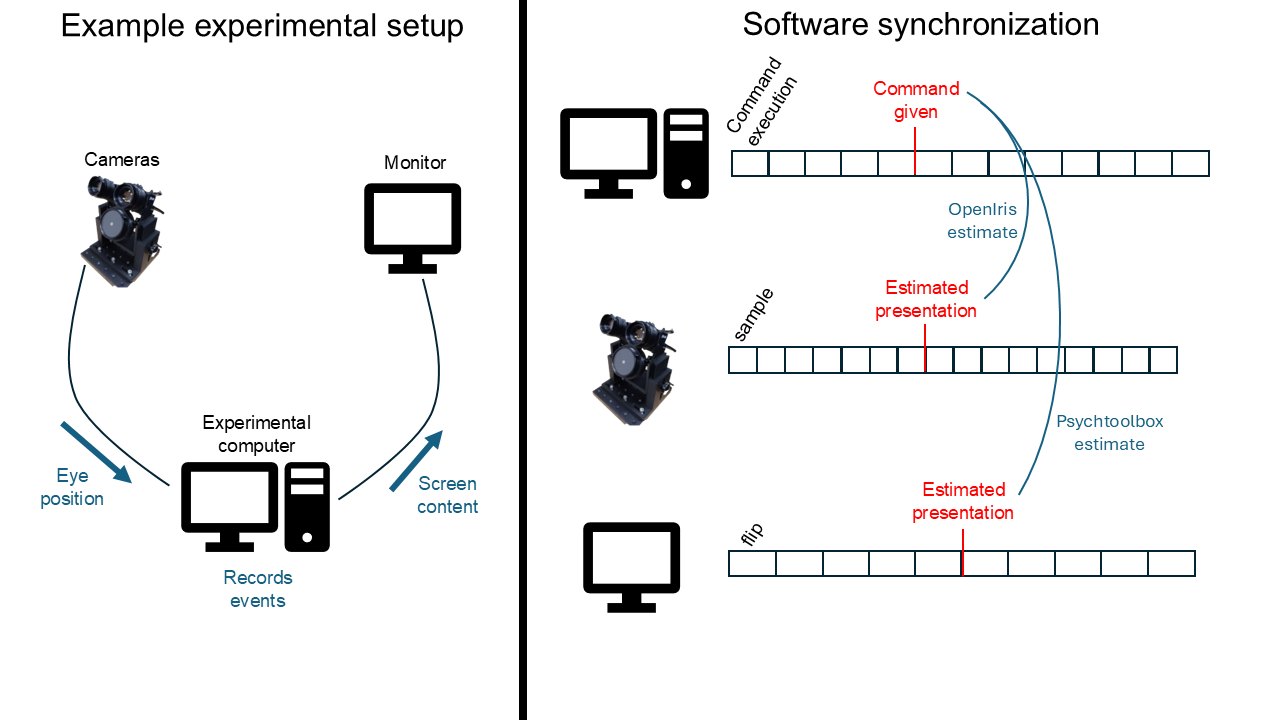 Example experimental setup
Cameras
Monitor
Experimental
computer
Eye
position
Screen
content
Records
events
Software synchronization
Command
execution
Command
given
OpenIris
estimate
sample
Estimated
presentation
Psychtoolbox
estimate
flip
Estimated
presentation